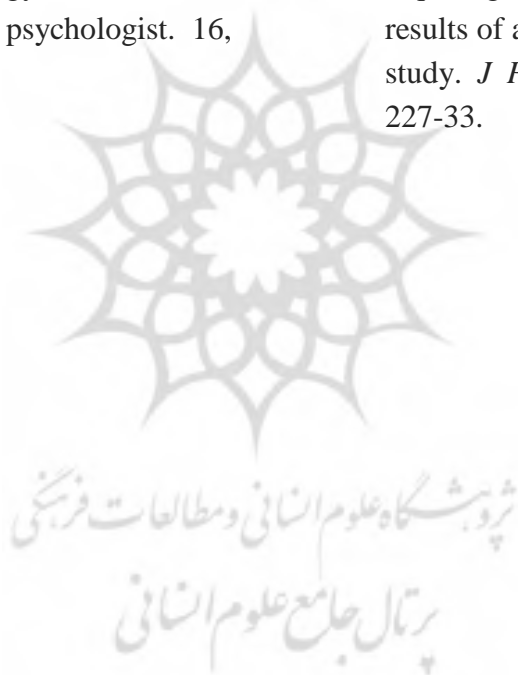 psychologist. 16,
results of a
study. J
227-33.
پژوهشگاه علوم انسانی و مطالعات فرهنگی
پرتال جامع علوم انسانی